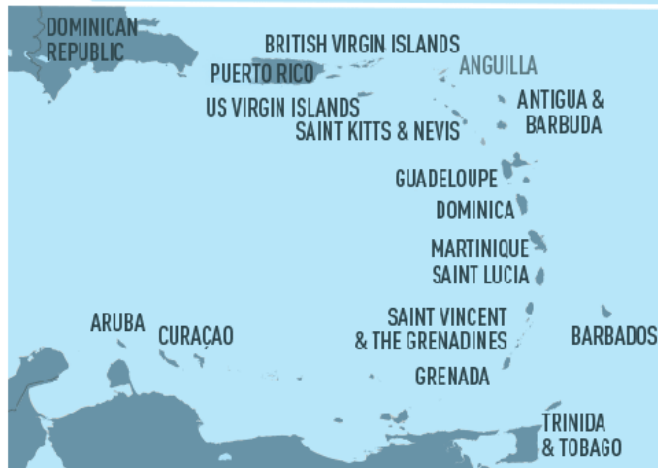 DOMINICAN
REPUBLIC
BRITISH VIRGIN ISLANDS
PUERTO RICO
ANGUILLA
US VIRGIN ISLANDS
ANTIGUA &
BARBUDA
SAINT KITTS & NEVIS
GUADELOUPE
DOMINICA
MARTINIQUE
SAINT LUCIA
SAINT VINCENT
& THE GRENADINES
BARBADOS
ARUBA
CURAÇAO
GRENADA
TRINIDA
& TOBAGO